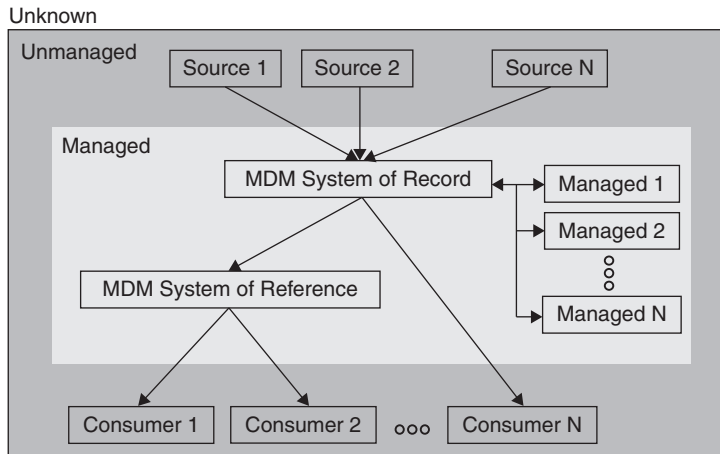 Unknown
Unmanaged
Source 1
Source 2
Source N
Managed
MDM System of Record
Managed 1
Managed 2
MDM System of Reference
Managed N
Consumer 1
Consumer 2
Consumer N